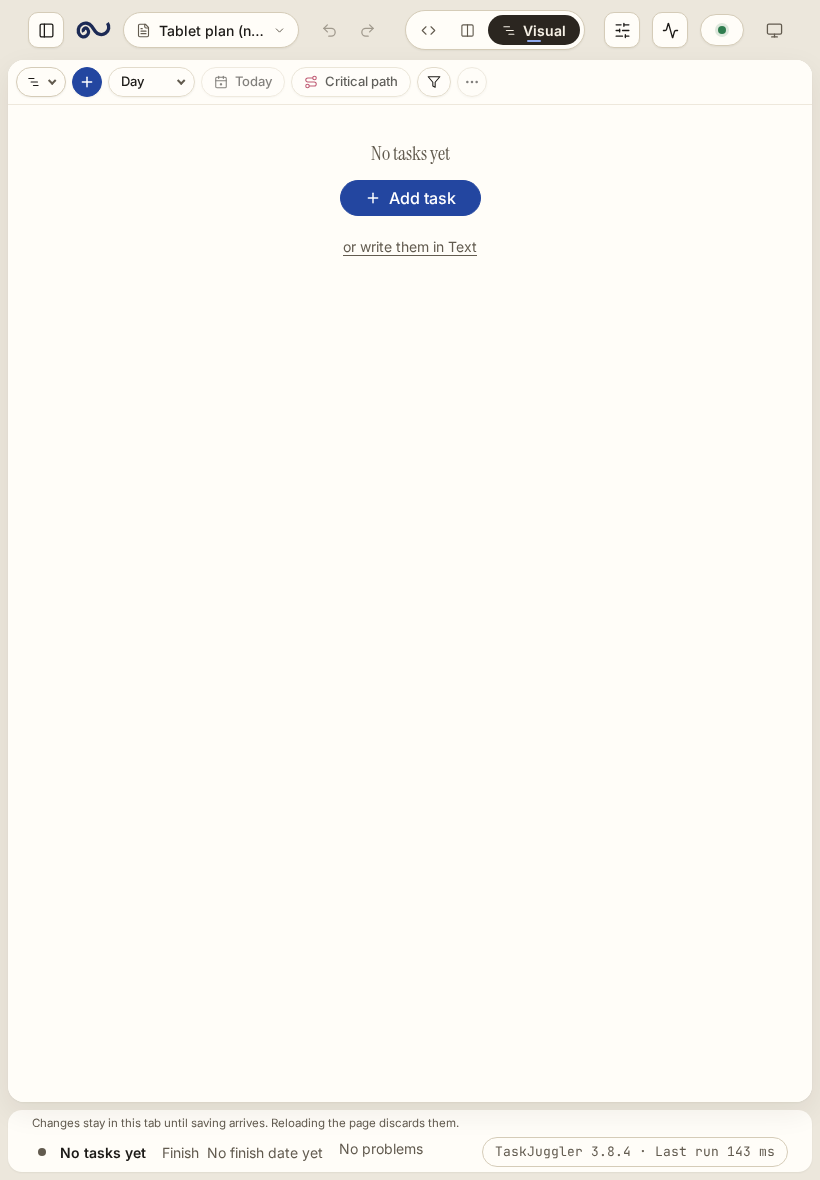 Tablet plan (n...
Visual
Day
Today
Critical path
No tasks yet
Add task
or write them in Text
Changes stay in this tab until saving arrives. Reloading the page discards them.
No tasks yet Finish No finish date yet No problems TaskJuggler 3.8.4 · Last run 143 ms